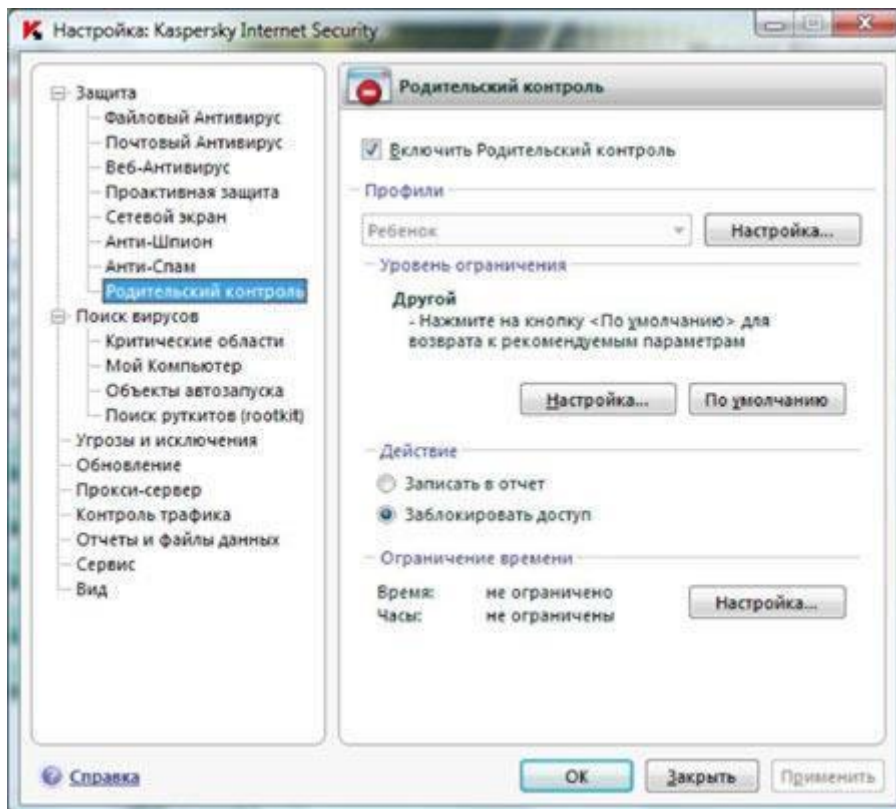 Настройка: Kaspersky Internet Security
Защита
Файловый Антивирус
Почтовый Антивирус
Веб-Антивирус
Проактивная защита
Сетевой экран
Анти-Шпион
Анти-Спам
Родительский контроль
Поиск вирусов
Критические области
Мой Компьютер
Объекты автозапуска
Поиск руткитов (rootkit)
Угрозы и исключения
Обновление
Прокси-сервер
Контроль трафика
Отчеты и файлы данных
Сервис
Вид
Родительский контроль
Включить Родительский контроль
Профили
Ребенок
Настройка...
Уровень ограничения
Другой
- Нажмите на кнопку <По умолчанию> для
возврата к рекомендуемым параметрам
Настройка... По умолчанию
Действие
Записать в отчет
Заблокировать доступ
Ограничение времени
Время: не ограничено
Часы: не ограничены
Настройка...
Справка
ОК Закрыть Применить